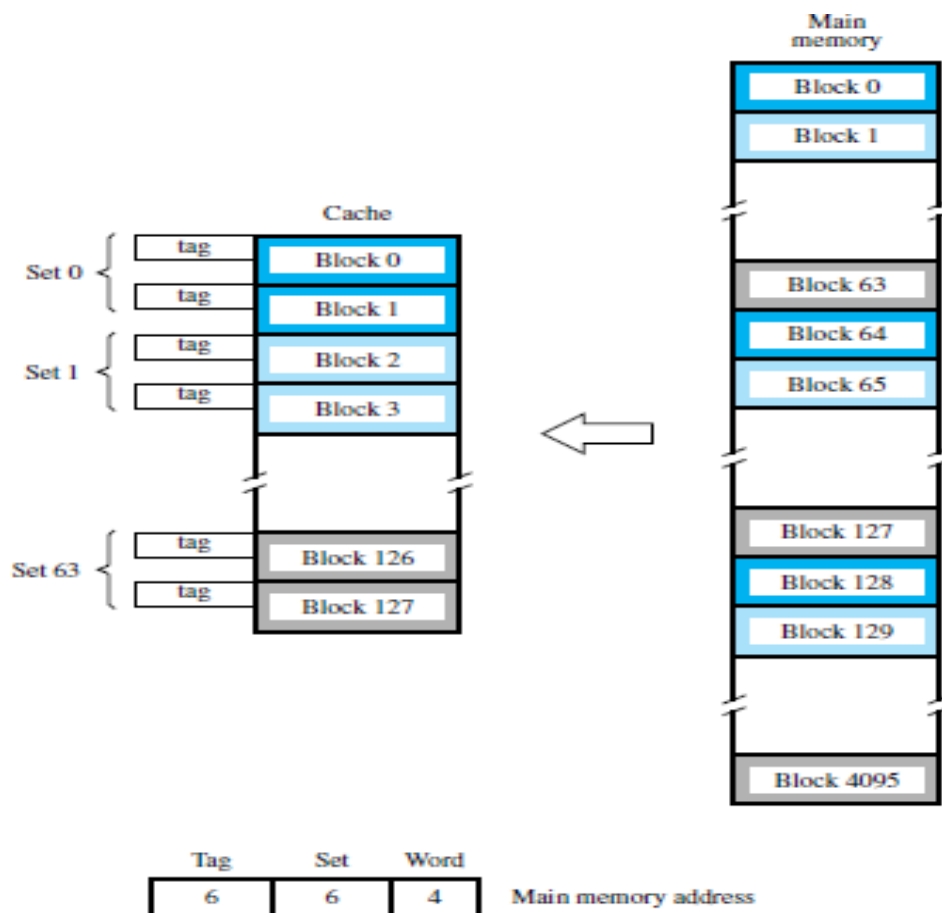 Main
memory
Block 0
Block 1
Cache
tag
Set 0
Block 0
tag
Block 1
tag
Set 1
Block 2
tag
Block 3
Block 63
Block 64
Block 65
tag
Set 63
Block 126
tag
Block 127
Block 127
Block 128
Block 129
Block 4095
Tag Set Word
6 6 4 Main memory address